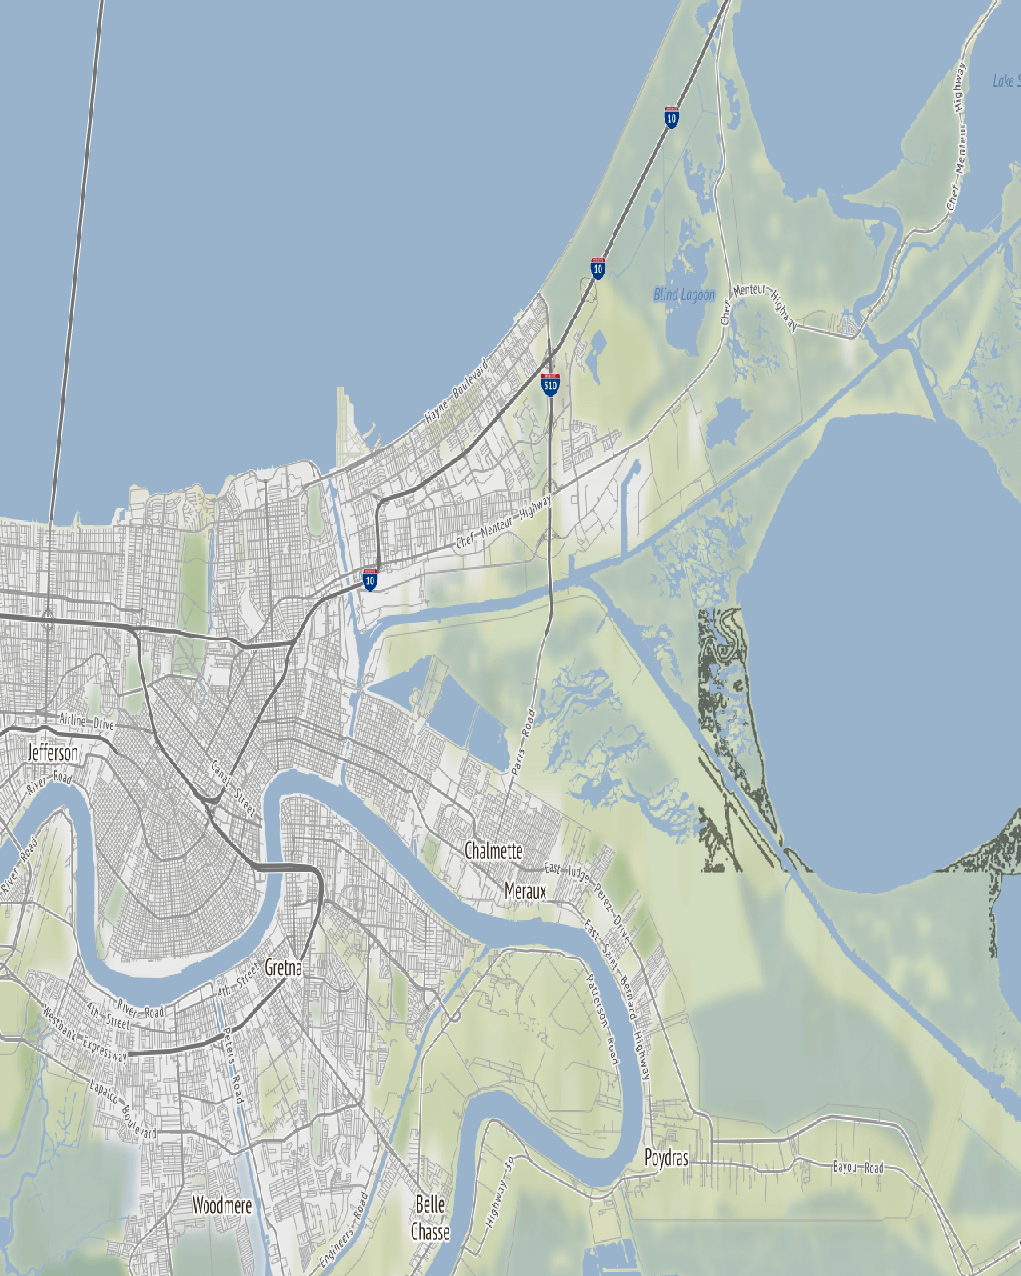 Lake S
10
Chef Menteur Highway
10
Blind Lagoon
Chef Menteur Highway
Hayne Boulevard
510
Chef Menteur Highway
10
Airline Drive
Jefferson
River Road
Canal Street
Paris Road
River Road
Chalmette
East Judge Perez Drive
Meraux
East Saint Bernard Highway
Gretna
4th Street
Patterson Road
River Road
4th Street
Westbank Expressway
Peters Road
Lapalco Boulevard
Poydras
Bayou Road
Highway 39
Woodmere
Belle
Chasse
Engineers Road